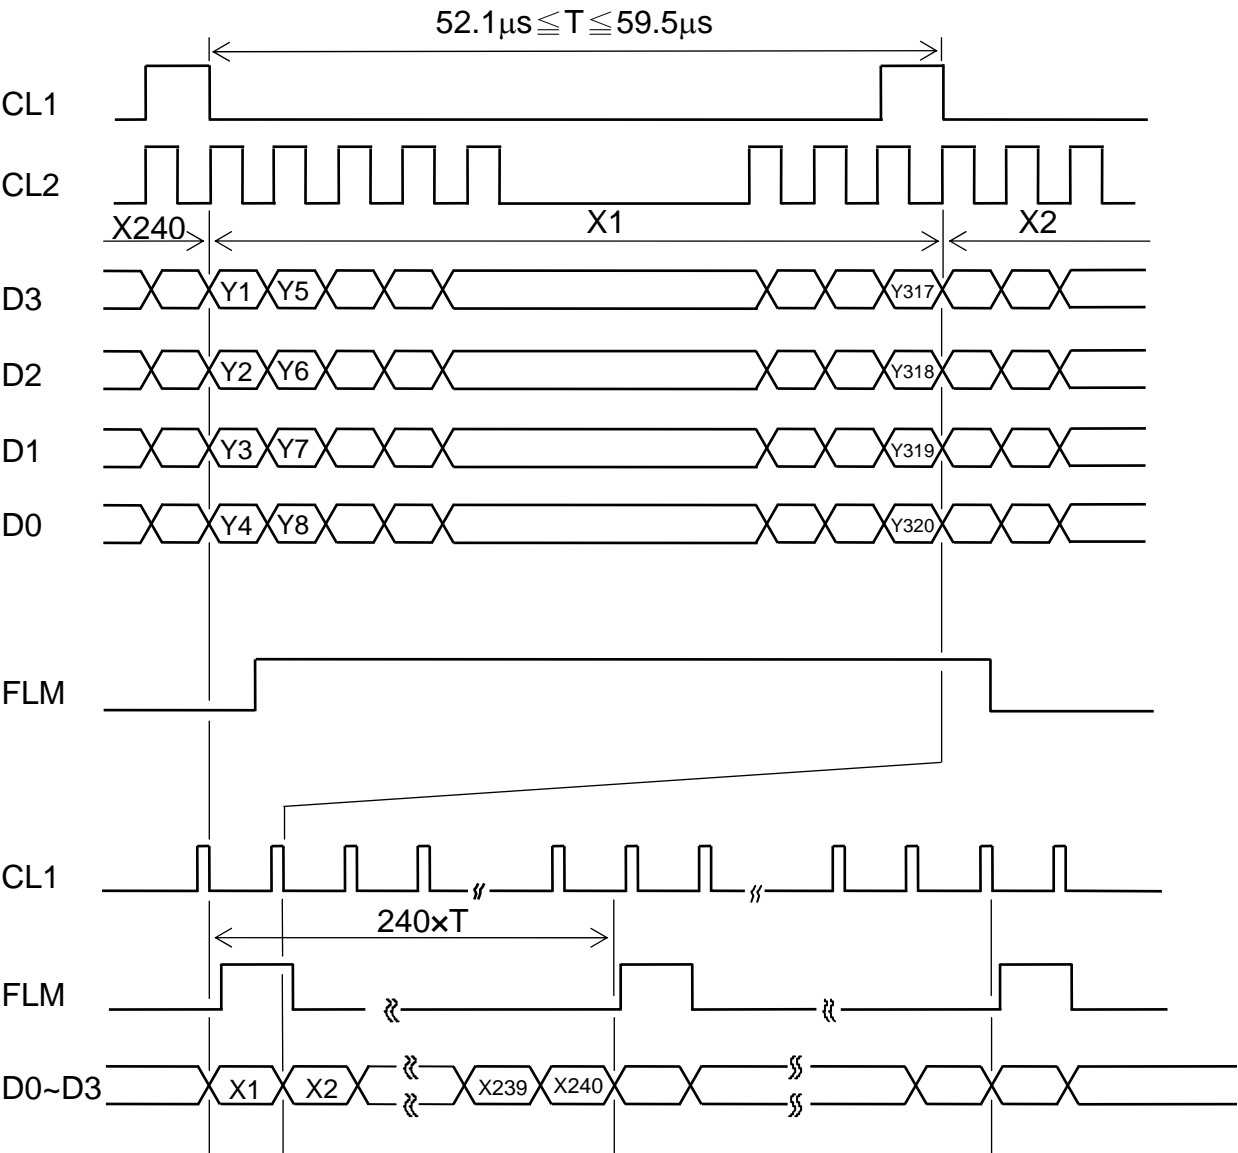 52.1μs≦T≦59.5μs
CL1
CL2
X240 X1 X2
D3 Y1 Y5 Y317
D2 Y2 Y6 Y318
D1 Y3 Y7 Y319
D0 Y4 Y8 Y320
FLM
CL1
240×T
FLM
D0~D3 X1 X2 X239 X240